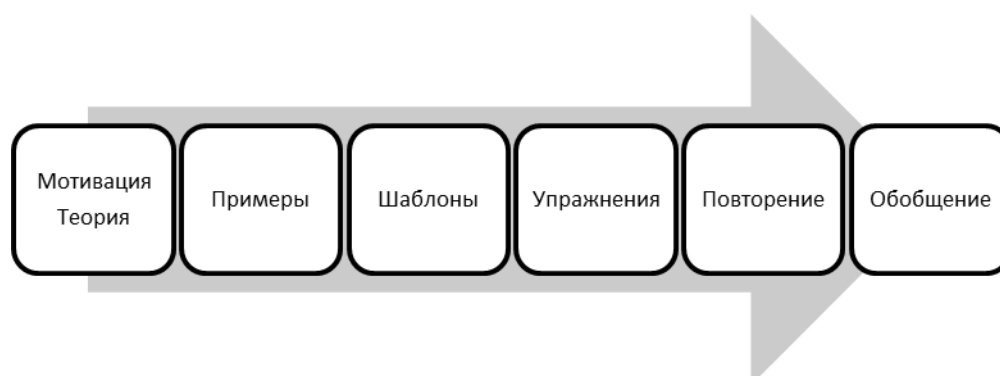 Мотивация
Теория
Примеры
Шаблоны
Упражнения
Повторение
Обобщение